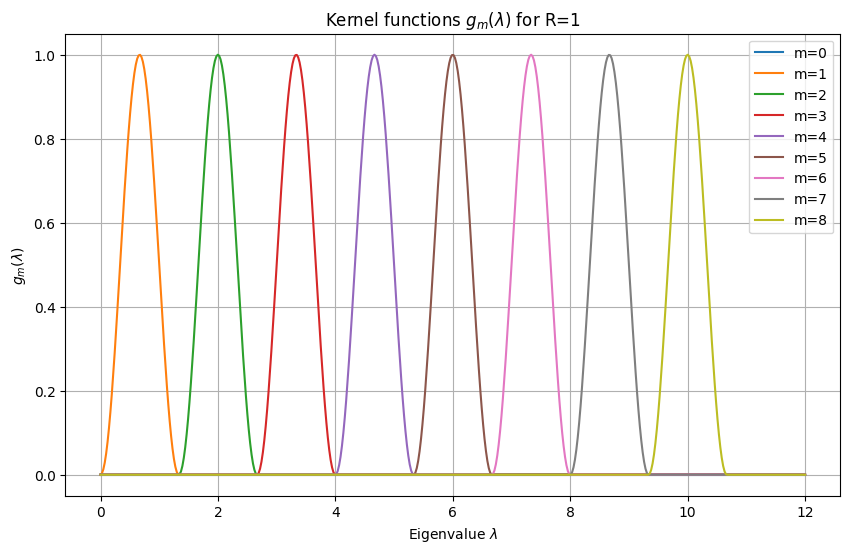 Kernel functions $g_m(\lambda)$ for R=1
g_m(λ)
1.0
0.8
0.6
0.4
0.2
0.0
0 2 4 6 8 10 12
Eigenvalue λ
m=0
m=1
m=2
m=3
m=4
m=5
m=6
m=7
m=8